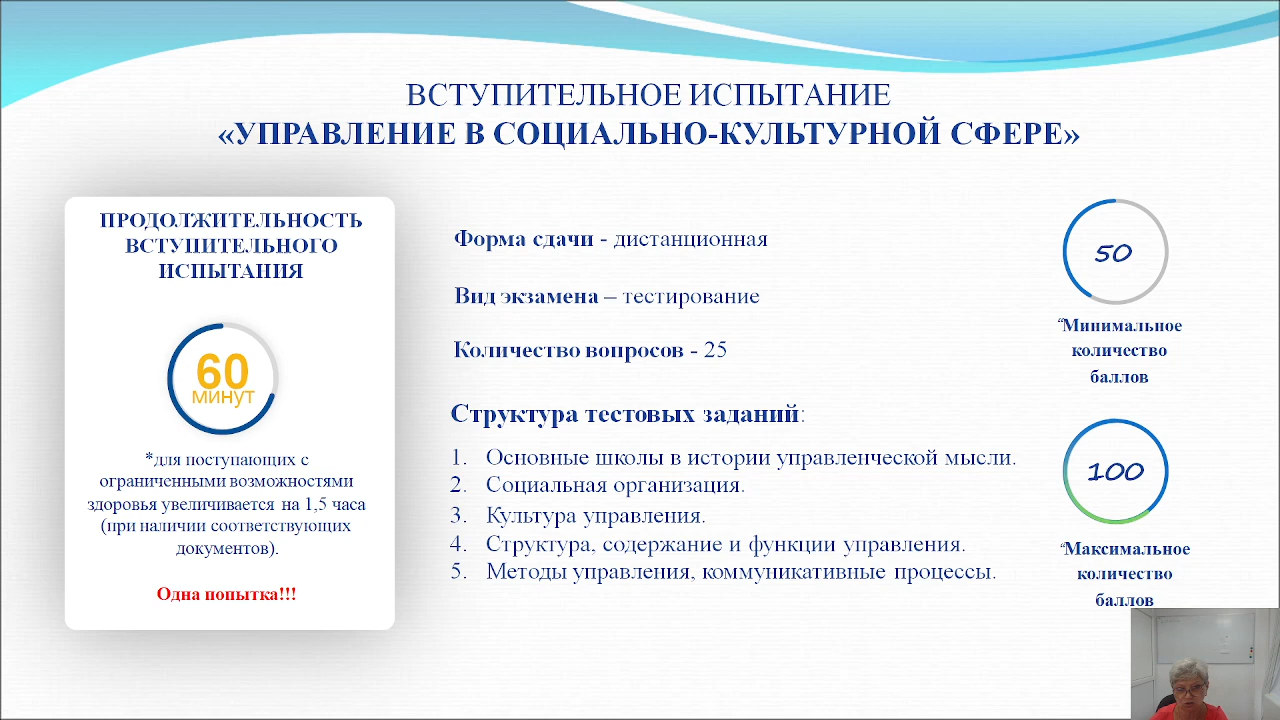 ВСТУПИТЕЛЬНОЕ ИСПЫТАНИЕ
«УПРАВЛЕНИЕ В СОЦИАЛЬНО-КУЛЬТУРНОЙ СФЕРЕ»
ПРОДОЛЖИТЕЛЬНОСТЬ
ВСТУПИТЕЛЬНОГО
ИСПЫТАНИЯ
60
минут
*для поступающих с
ограниченными возможностями
здоровья увеличивается на 1,5 часа
(при наличии соответствующих
документов).
Одна попытка!!!
Форма сдачи - дистанционная
Вид экзамена – тестирование
Количество вопросов - 25
Структура тестовых заданий:
1. Основные школы в истории управленческой мысли.
2. Социальная организация.
3. Культура управления.
4. Структура, содержание и функции управления.
5. Методы управления, коммуникативные процессы.
50
“Минимальное
количество
баллов
100
“Максимальное
количество
баллов